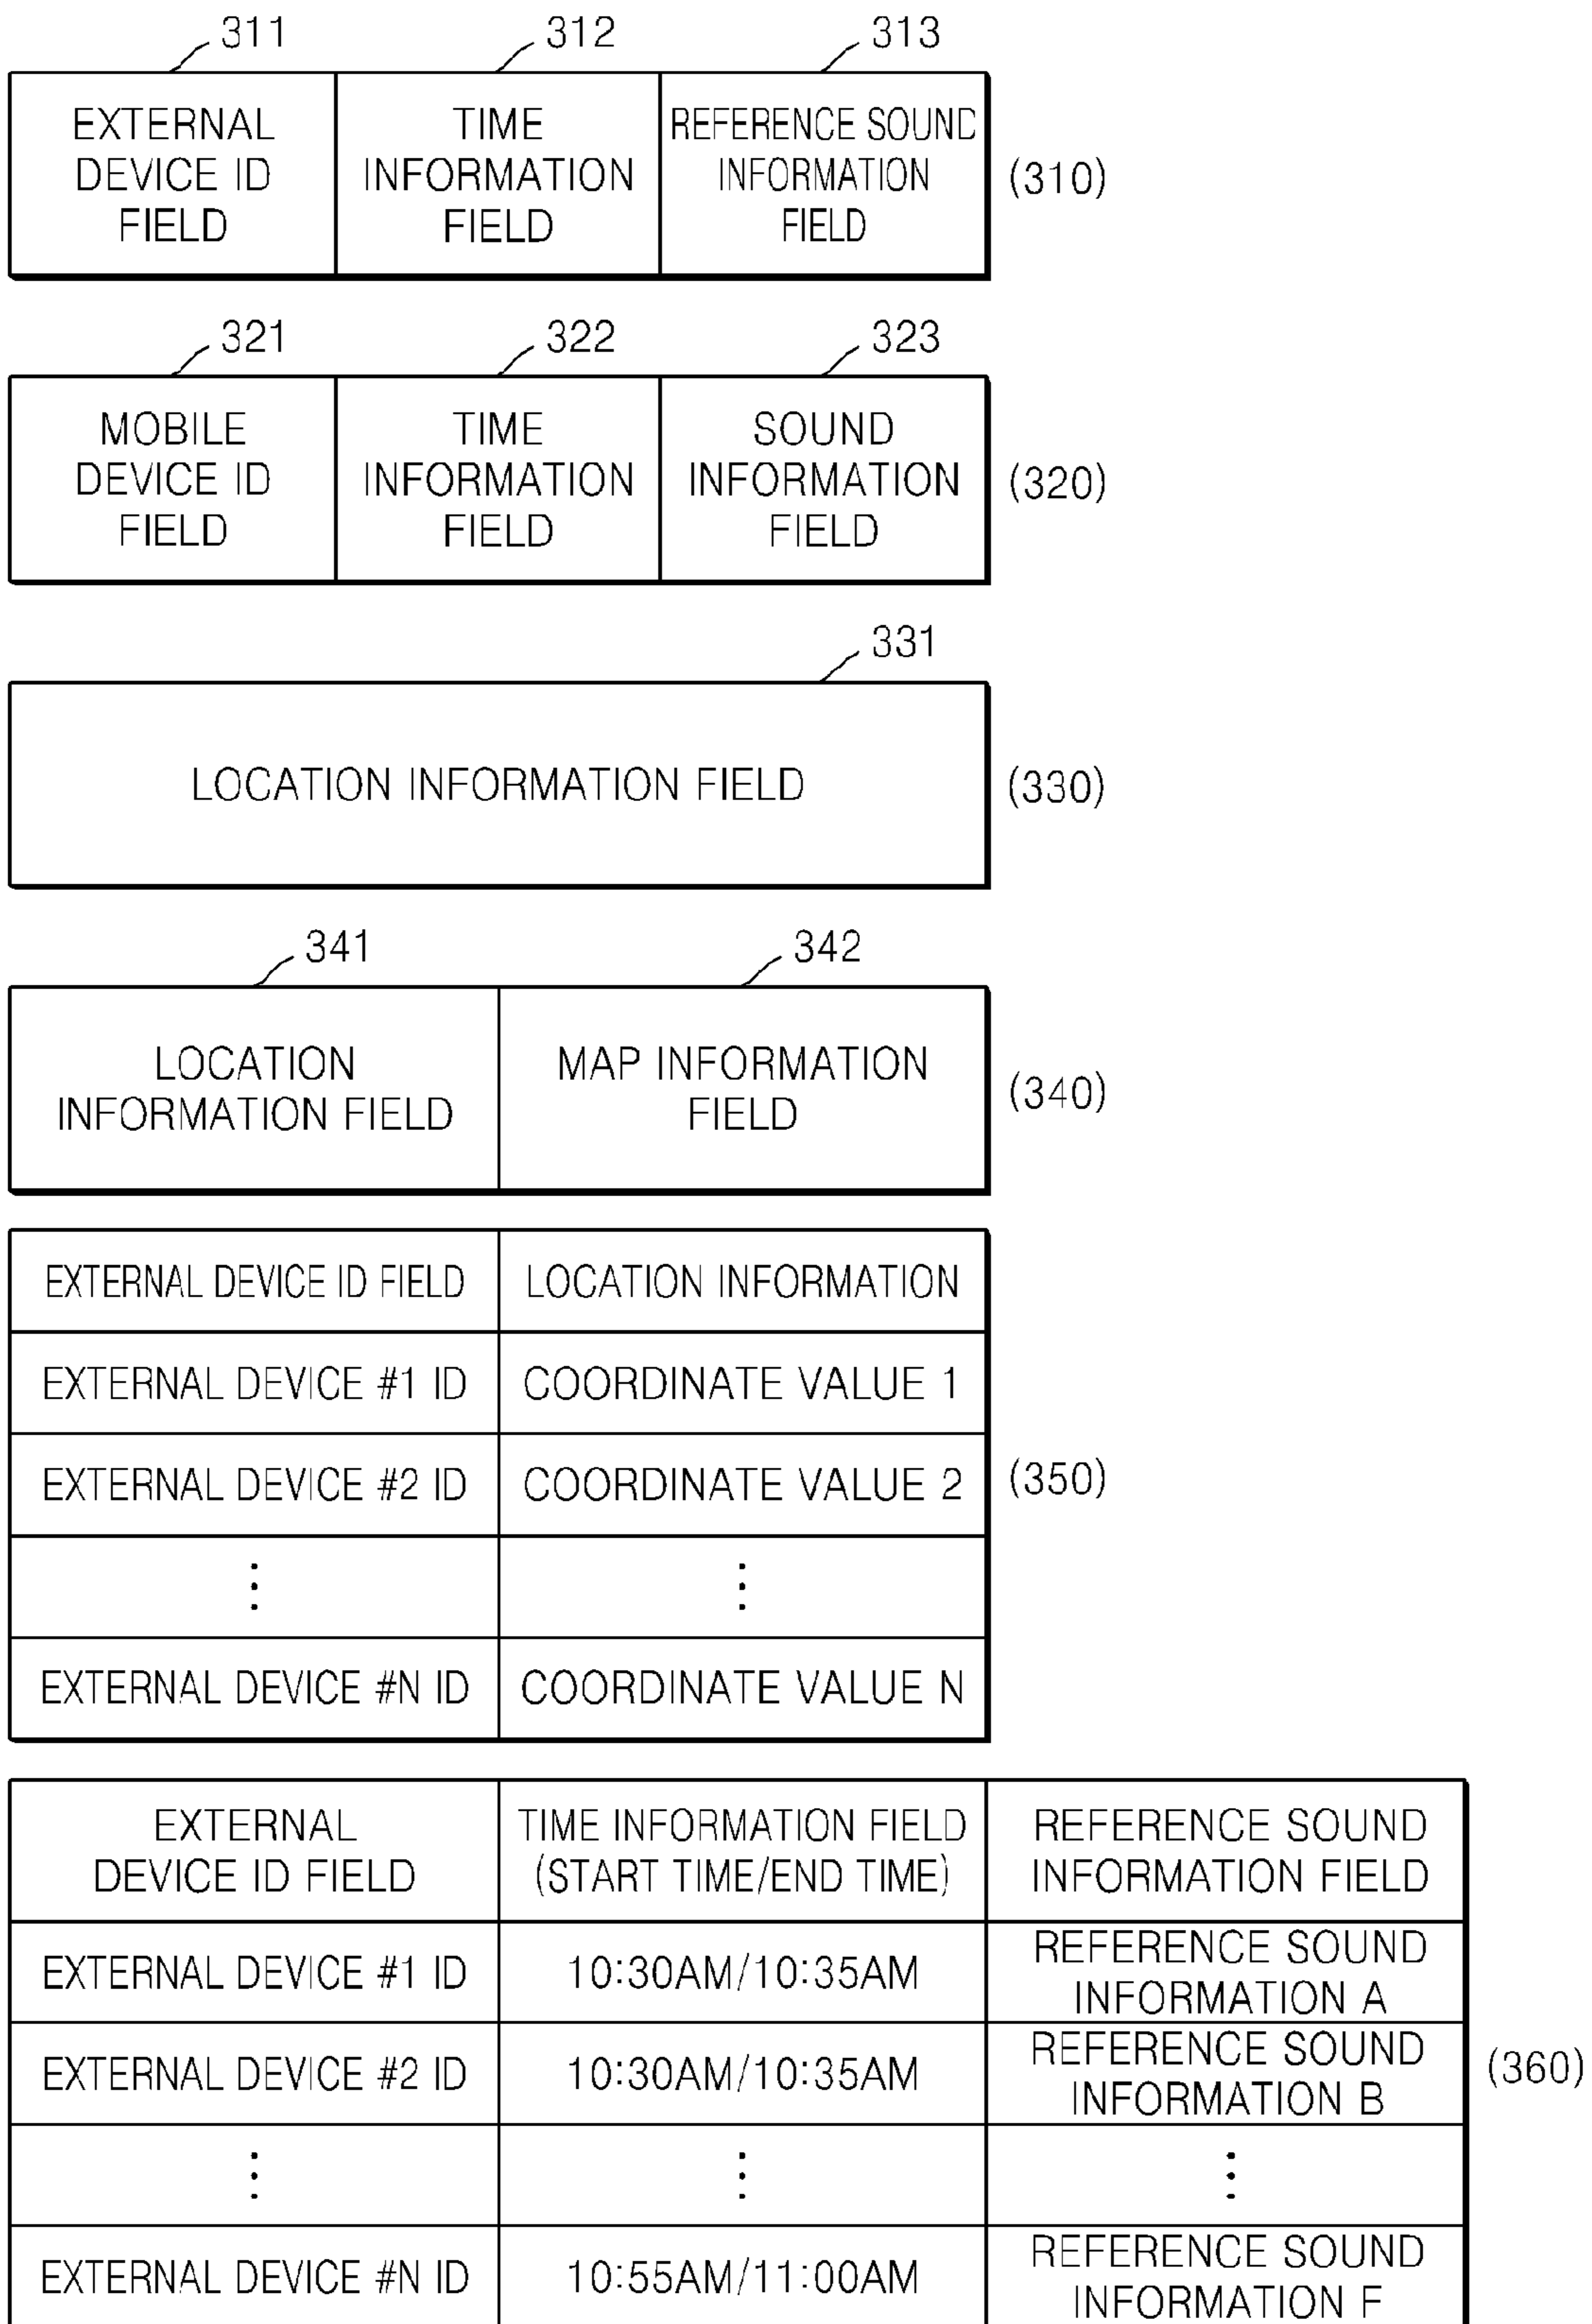 311 312 313
EXTERNAL TIME REFERENCE SOUND
DEVICE ID INFORMATION INFORMATION (310)
FIELD FIELD FIELD
321 322 323
MOBILE TIME SOUND
DEVICE ID INFORMATION INFORMATION (320)
FIELD FIELD FIELD
331
LOCATION INFORMATION FIELD (330)
341 342
LOCATION MAP INFORMATION
INFORMATION FIELD FIELD (340)
EXTERNAL DEVICE ID FIELD LOCATION INFORMATION
EXTERNAL DEVICE #1 ID COORDINATE VALUE 1
EXTERNAL DEVICE #2 ID COORDINATE VALUE 2 (350)
⋮ ⋮
EXTERNAL DEVICE #N ID COORDINATE VALUE N
EXTERNAL TIME INFORMATION FIELD REFERENCE SOUND
DEVICE ID FIELD (START TIME/END TIME) INFORMATION FIELD
EXTERNAL DEVICE #1 ID 10:30AM/10:35AM REFERENCE SOUND
INFORMATION A
EXTERNAL DEVICE #2 ID 10:30AM/10:35AM REFERENCE SOUND (360)
INFORMATION B
⋮ ⋮ ⋮
EXTERNAL DEVICE #N ID 10:55AM/11:00AM REFERENCE SOUND
INFORMATION F